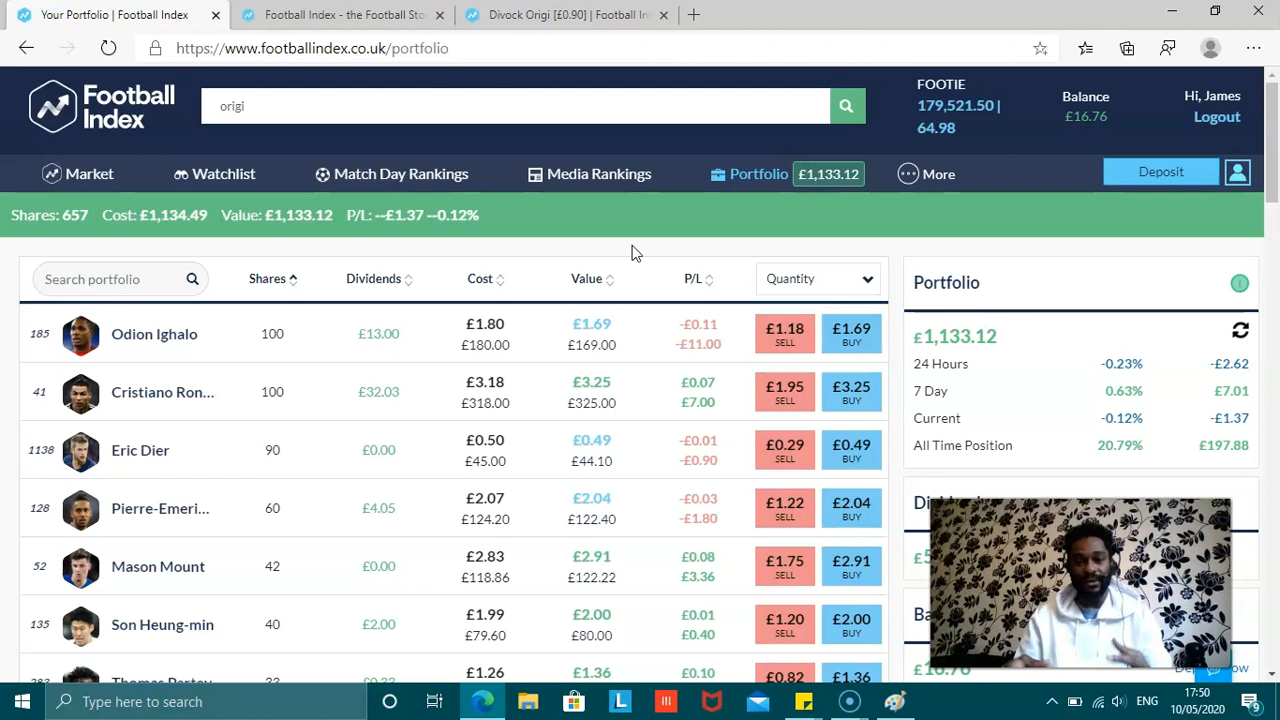 Your Portfolio | Football Index
Football Index - the Football Sto
Divock Origi [£0.90] | Football Ind
https://www.footballindex.co.uk/portfolio
Football Index
origi
FOOTIE
179,521.50 |
64.98
Balance
£16.76
Hi, James
Logout
Market
Watchlist
Match Day Rankings
Media Rankings
Portfolio £1,133.12
More
Deposit
Shares: 657 Cost: £1,134.49 Value: £1,133.12 P/L: --£1.37 --0.12%
Search portfolio
Shares
Dividends
Cost
Value
P/L
Quantity
185 Odion Ighalo 100 £13.00 £1.80 £1.69 -£0.11 £1.18 £1.69
£180.00 £169.00 -£11.00 SELL BUY
41 Cristiano Ron... 100 £32.03 £3.18 £3.25 £0.07 £1.95 £3.25
£318.00 £325.00 £7.00 SELL BUY
1138 Eric Dier 90 £0.00 £0.50 £0.49 -£0.01 £0.29 £0.49
£45.00 £44.10 -£0.90 SELL BUY
128 Pierre-Emeri... 60 £4.05 £2.07 £2.04 -£0.03 £1.22 £2.04
£124.20 £122.40 -£1.80 SELL BUY
52 Mason Mount 42 £0.00 £2.83 £2.91 £0.08 £1.75 £2.91
£118.86 £122.22 £3.36 SELL BUY
135 Son Heung-min 40 £2.00 £1.99 £2.00 £0.01 £1.20 £2.00
£79.60 £80.00 £0.40 SELL BUY
Thomas Partey £1.26 £1.36 £0.10 £0.82 £1.36
Portfolio
£1,133.12
24 Hours -0.23% -£2.62
7 Day 0.63% £7.01
Current -0.12% -£1.37
All Time Position 20.79% £197.88
Type here to search
ENG
17:50
10/05/2020